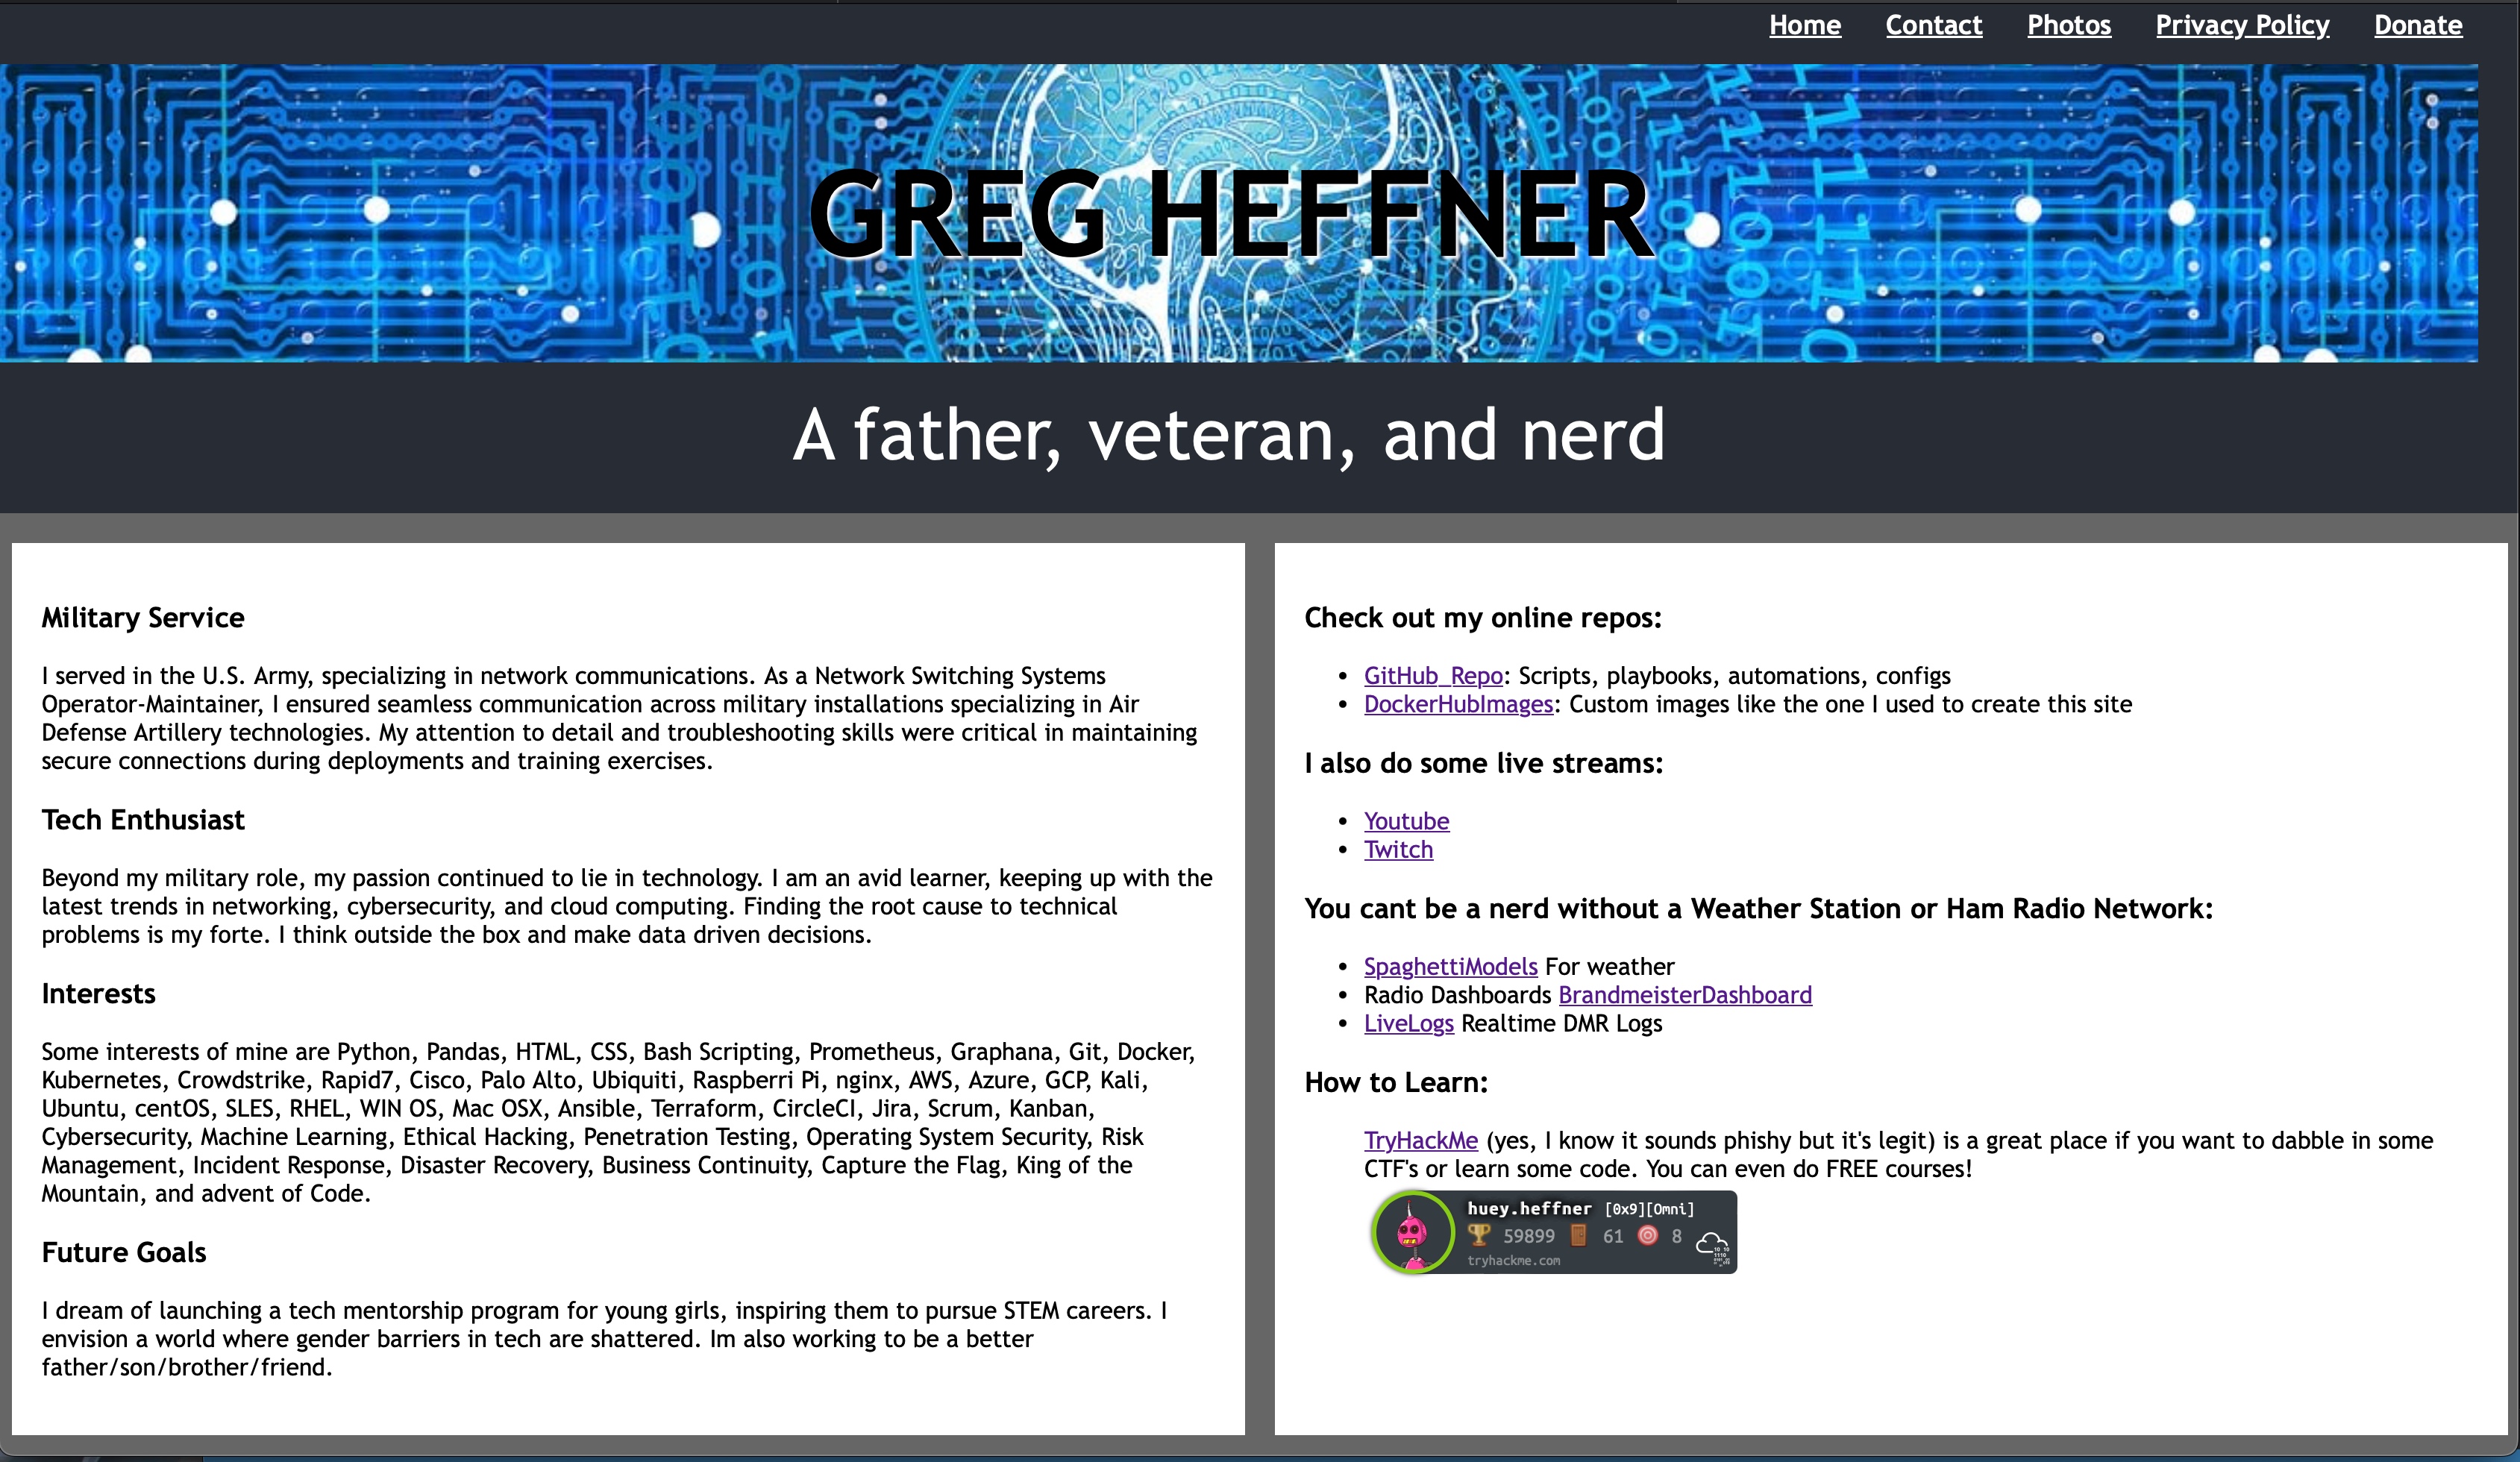 Home Contact Photos Privacy Policy Donate
GREG HEFFNER
A father, veteran, and nerd
Military Service
I served in the U.S. Army, specializing in network communications. As a Network Switching Systems
Operator-Maintainer, I ensured seamless communication across military installations specializing in Air
Defense Artillery technologies. My attention to detail and troubleshooting skills were critical in maintaining
secure connections during deployments and training exercises.
Tech Enthusiast
Beyond my military role, my passion continued to lie in technology. I am an avid learner, keeping up with the
latest trends in networking, cybersecurity, and cloud computing. Finding the root cause to technical
problems is my forte. I think outside the box and make data driven decisions.
Interests
Some interests of mine are Python, Pandas, HTML, CSS, Bash Scripting, Prometheus, Graphana, Git, Docker,
Kubernetes, Crowdstrike, Rapid7, Cisco, Palo Alto, Ubiquiti, Raspberri Pi, nginx, AWS, Azure, GCP, Kali,
Ubuntu, centOS, SLES, RHEL, WIN OS, Mac OSX, Ansible, Terraform, CircleCI, Jira, Scrum, Kanban,
Cybersecurity, Machine Learning, Ethical Hacking, Penetration Testing, Operating System Security, Risk
Management, Incident Response, Disaster Recovery, Business Continuity, Capture the Flag, King of the
Mountain, and advent of Code.
Future Goals
I dream of launching a tech mentorship program for young girls, inspiring them to pursue STEM careers. I
envision a world where gender barriers in tech are shattered. Im also working to be a better
father/son/brother/friend.
Check out my online repos:
• GitHub_Repo: Scripts, playbooks, automations, configs
• DockerHubImages: Custom images like the one I used to create this site
I also do some live streams:
• Youtube
• Twitch
You cant be a nerd without a Weather Station or Ham Radio Network:
• SpaghettiModels For weather
• Radio Dashboards BrandmeisterDashboard
• LiveLogs Realtime DMR Logs
How to Learn:
TryHackMe (yes, I know it sounds phishy but it's legit) is a great place if you want to dabble in some
CTF's or learn some code. You can even do FREE courses!
huey.heffner [0x9][Omni]
59899 61 8
tryhackme.com